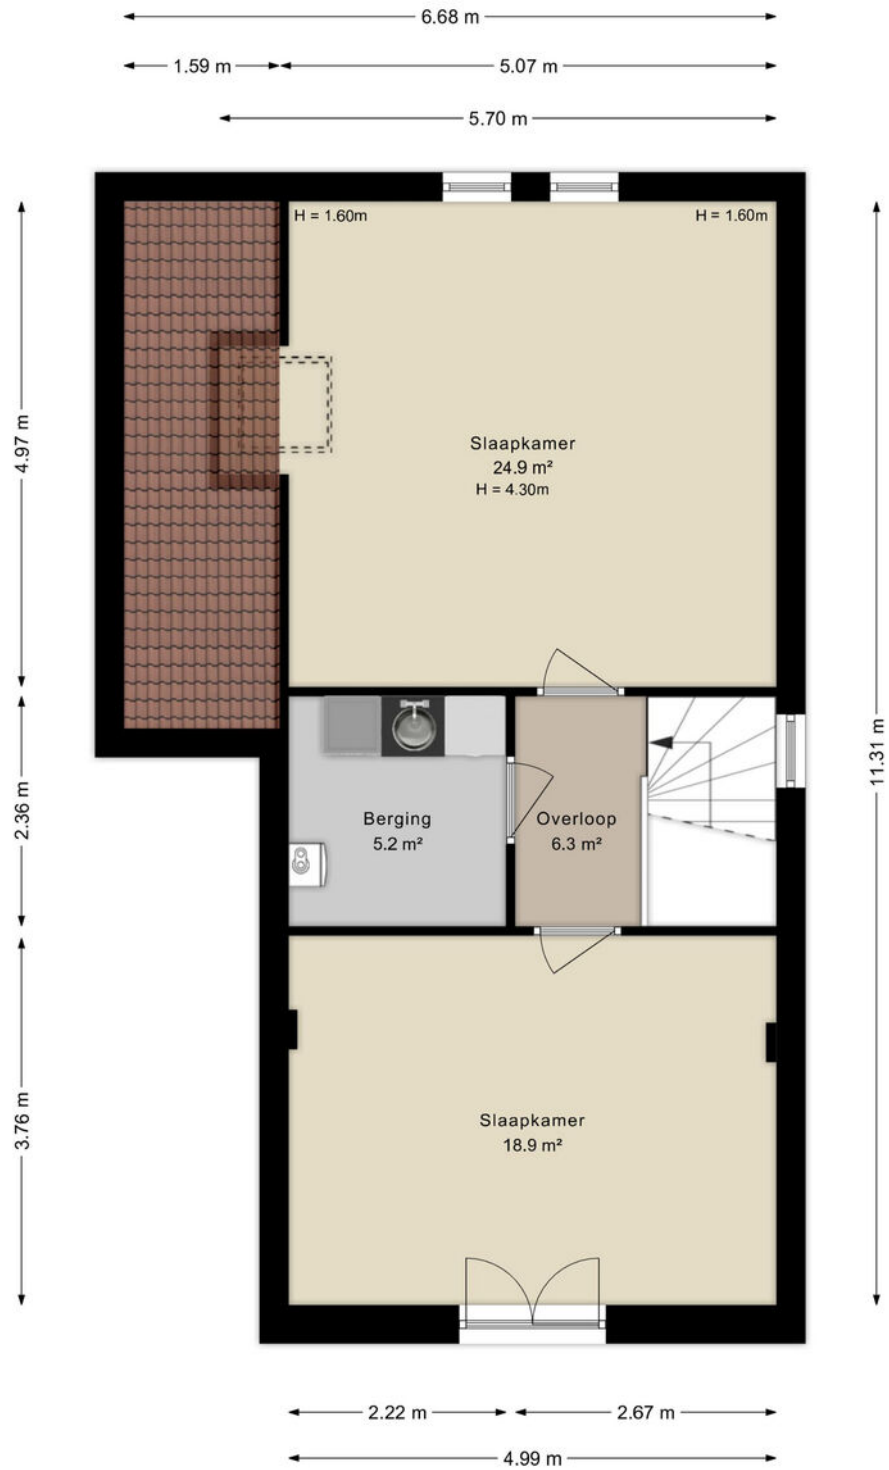 6.68 m
1.59 m
5.07 m
5.70 m
H = 1.60m
H = 1.60m
4.97 m
Slaapkamer
24.9 m²
H = 4.30m
11.31 m
2.36 m
Berging
5.2 m²
Overloop
6.3 m²
3.76 m
Slaapkamer
18.9 m²
2.22 m
2.67 m
4.99 m